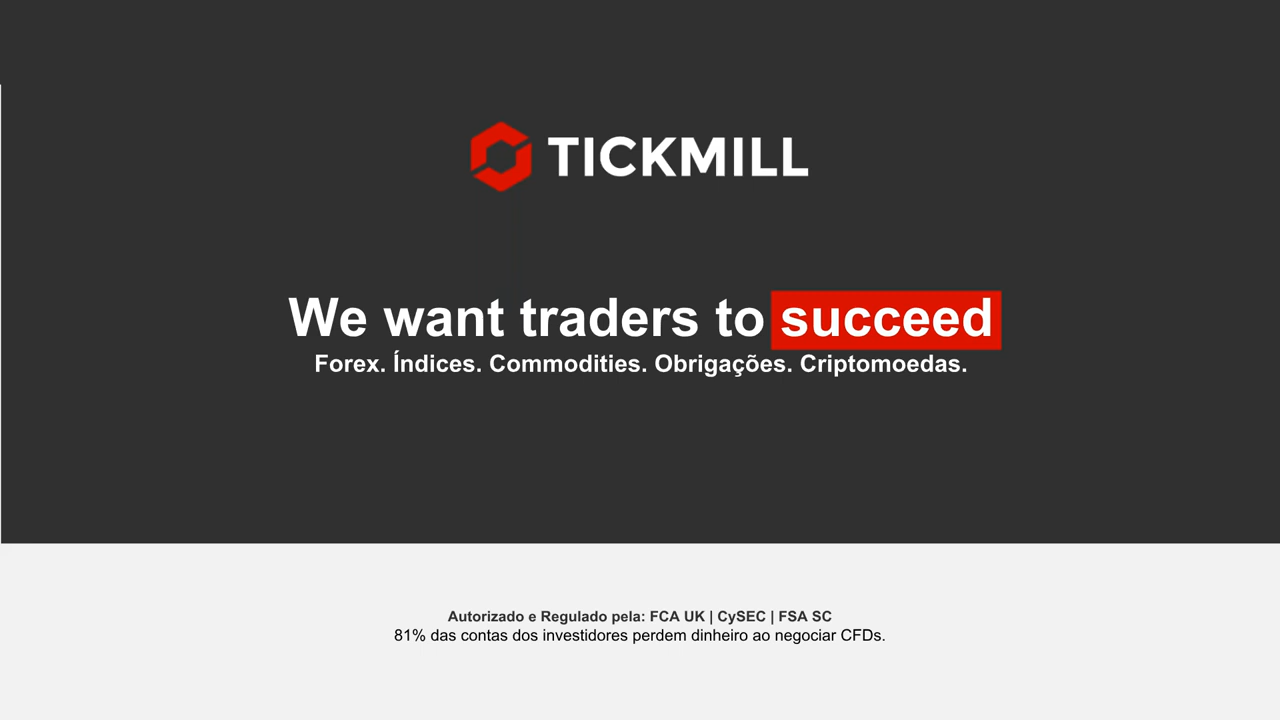 TICKMILL
We want traders to succeed
Forex. Índices. Commodities. Obrigações. Criptomoedas.
Autorizado e Regulado pela: FCA UK | CySEC | FSA SC
81% das contas dos investidores perdem dinheiro ao negociar CFDs.